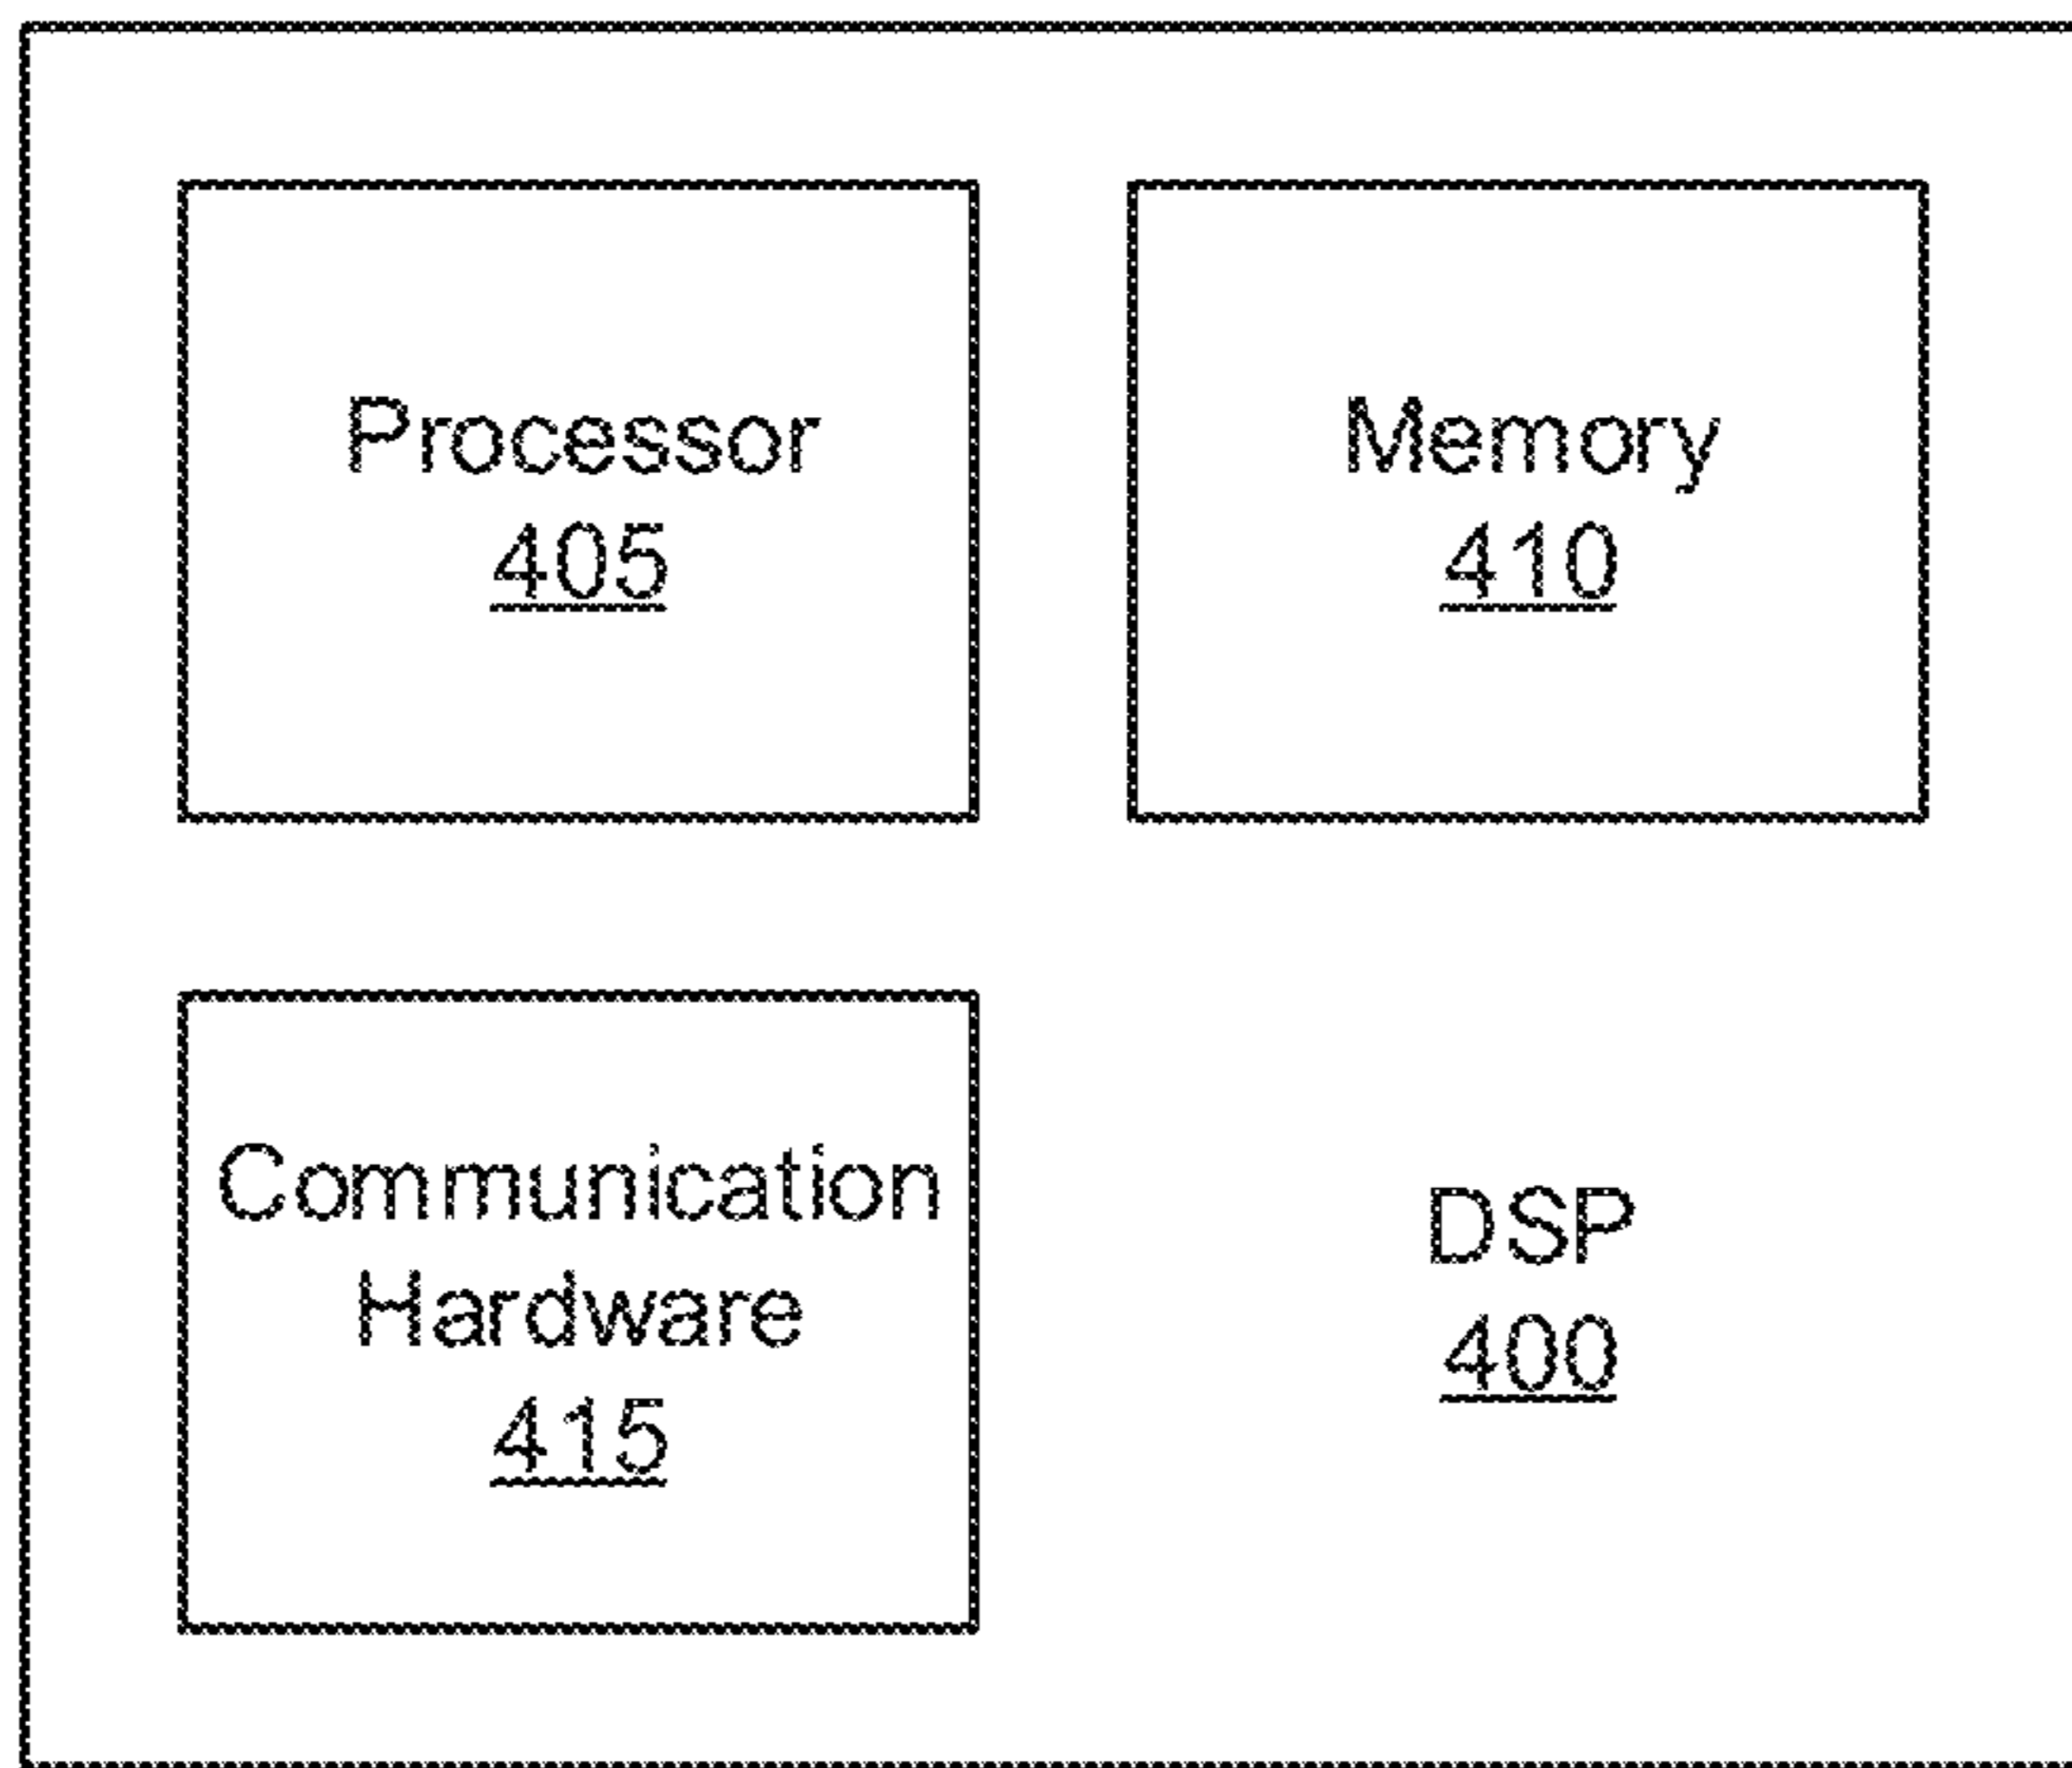 Processor
405
Memory
410
Communication
Hardware
415
DSP
400